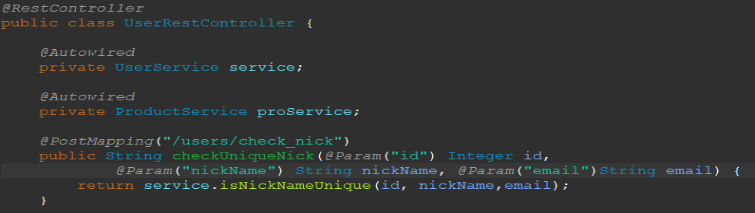 @RestController
public class UserRestController {
@Autowired
private UserService service;
@Autowired
private ProductService proService;
@PostMapping("/users/check_nick")
public String checkUniqueNick(@Param("id") Integer id,
@Param("nickName") String nickName, @Param("email")String email) {
return service.isNickNameUnique(id, nickName,email);
}